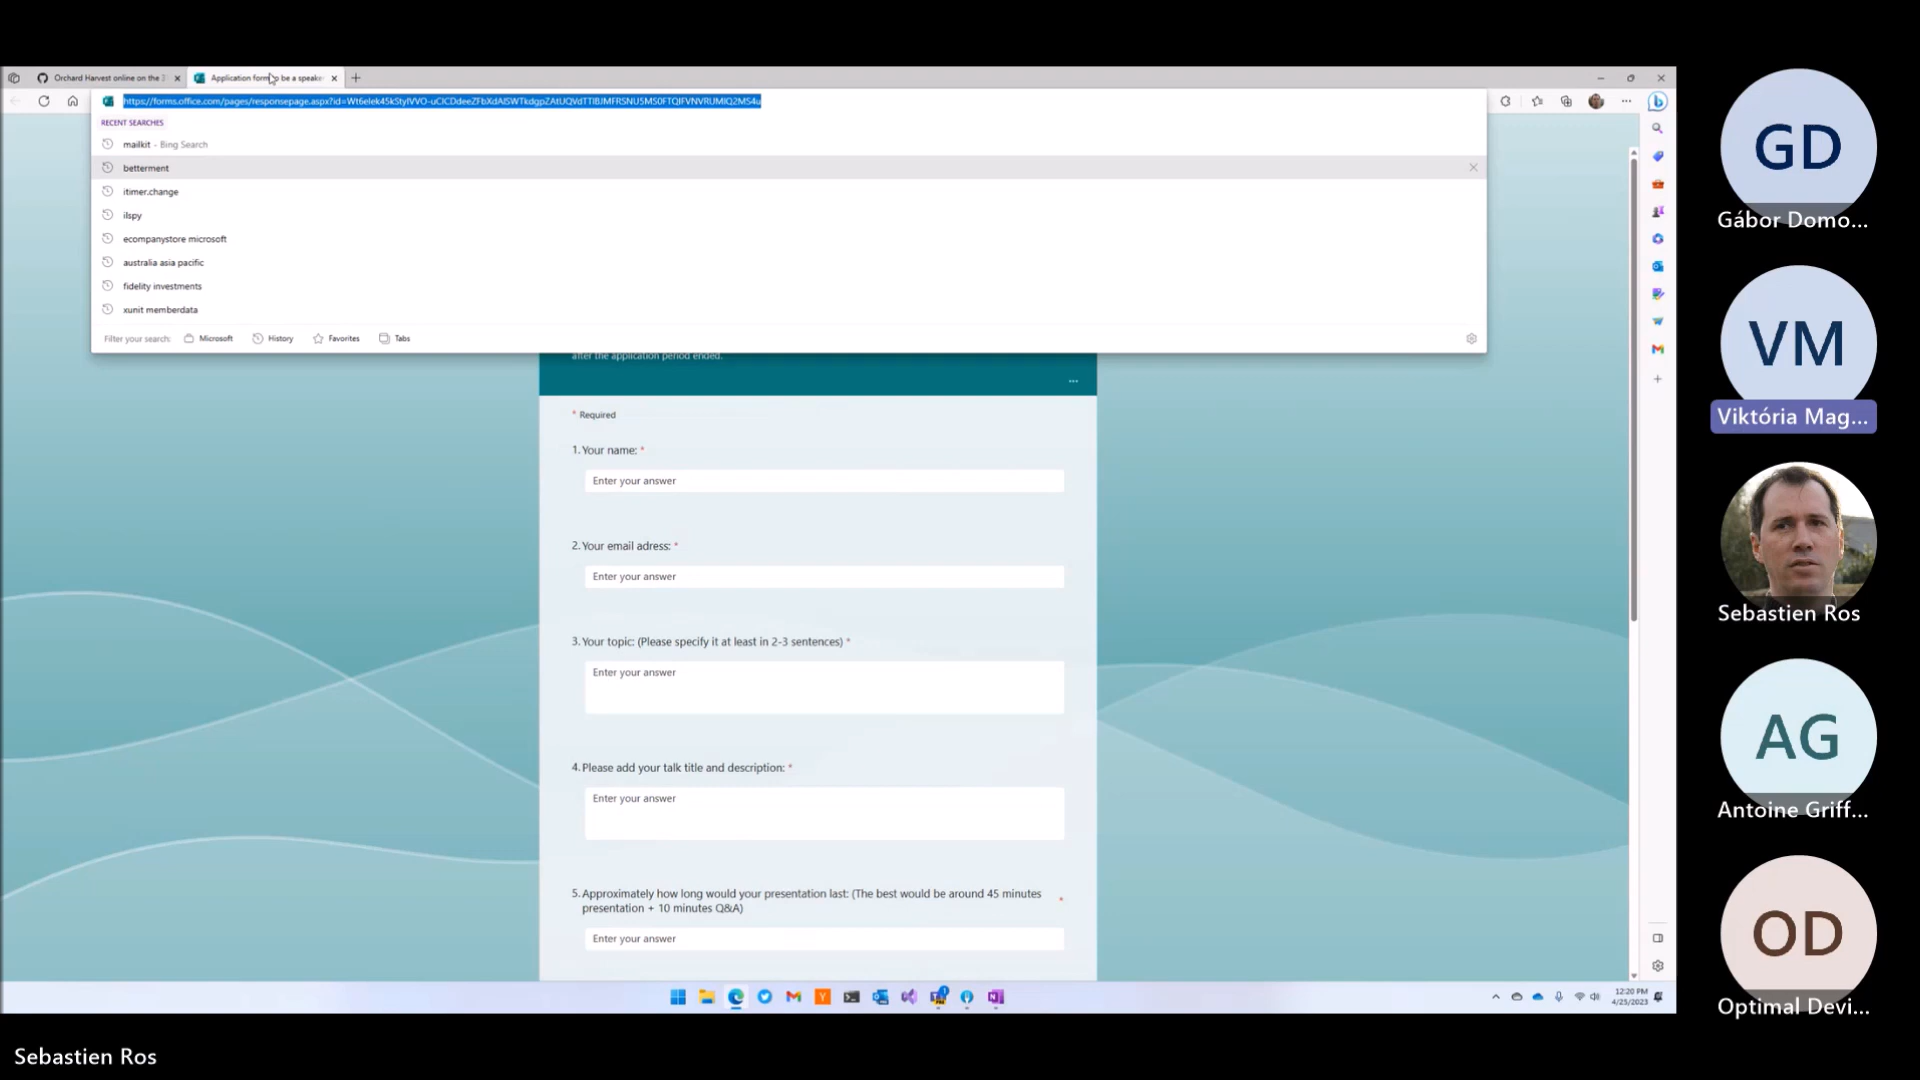 Orchard Harvest online on the 3
Application form to be a speake
RECENT SEARCHES
mailkit - Bing Search
betterment
itimer.change
ilspy
ecompanystore microsoft
australia asia pacific
fidelity investments
xunit memberdata
Filter your search: Microsoft History Favorites Tabs
after the application period ended.
* Required
1. Your name: *
Enter your answer
2. Your email adress: *
Enter your answer
3. Your topic: (Please specify it at least in 2-3 sentences) *
Enter your answer
4. Please add your talk title and description: *
Enter your answer
5. Approximately how long would your presentation last: (The best would be around 45 minutes *
presentation + 10 minutes Q&A)
Enter your answer
12:20 PM
4/25/2023
GD
Gábor Domo...
VM
Viktória Mag...
Sebastien Ros
AG
Antoine Griff...
OD
Optimal Devi...
Sebastien Ros